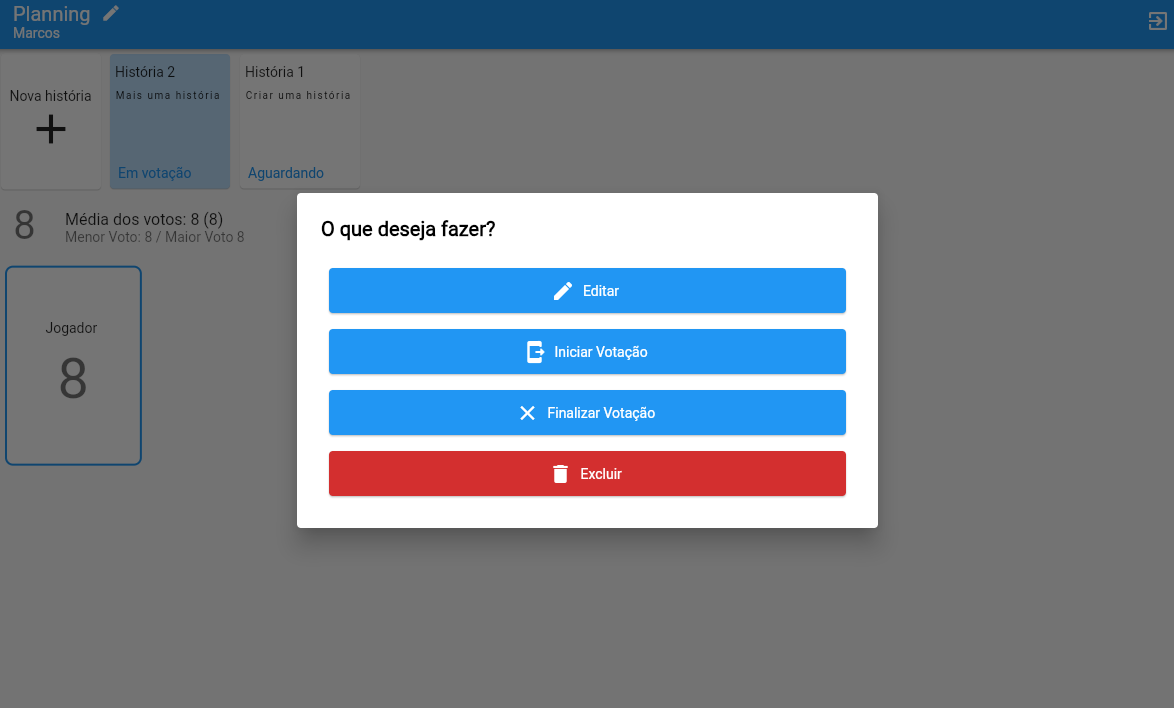 Planning
Marcos
Nova história
História 2
Mais uma história
Em votação
História 1
Criar uma história
Aguardando
8
Média dos votos: 8 (8)
Menor Voto: 8 / Maior Voto 8
Jogador
8
O que deseja fazer?
Editar
Iniciar Votação
Finalizar Votação
Excluir